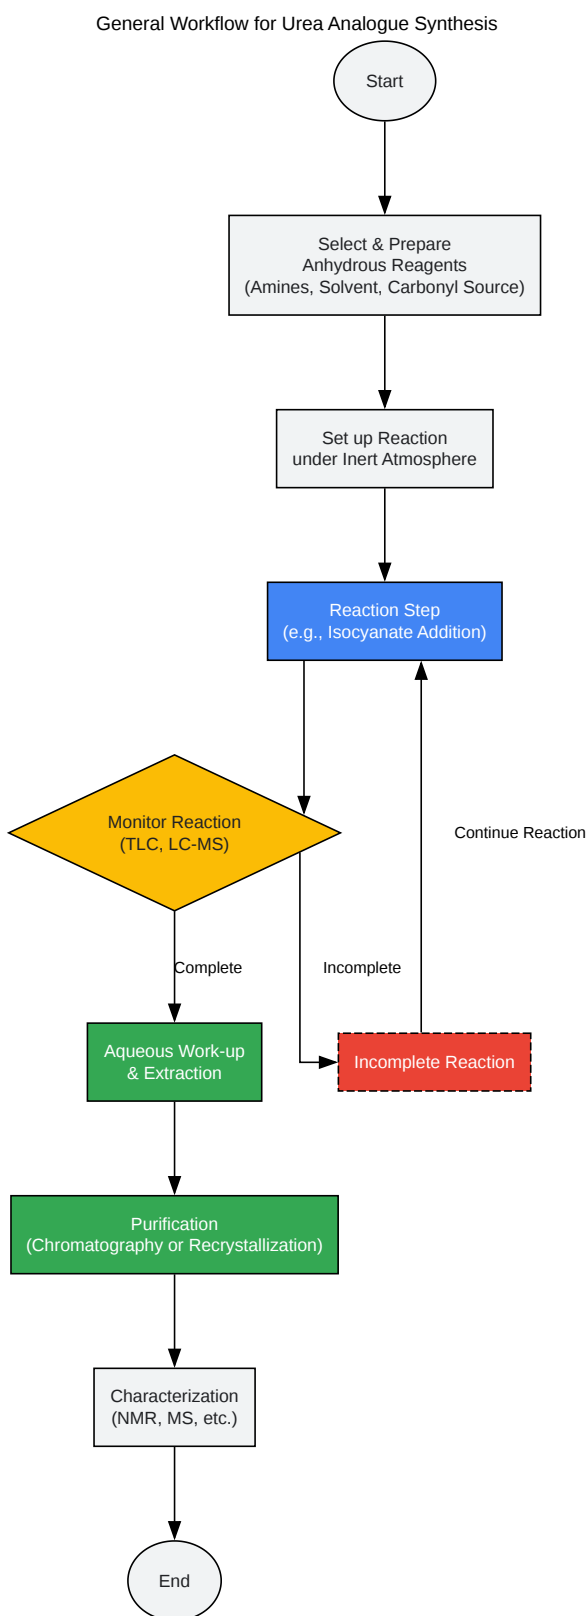 General Workflow for Urea Analogue Synthesis
Start
Select & Prepare
Anhydrous Reagents
(Amines, Solvent, Carbonyl Source)
Set up Reaction
under Inert Atmosphere
Reaction Step
(e.g., Isocyanate Addition)
Monitor Reaction
(TLC, LC-MS)
Continue Reaction
Complete
Incomplete
Aqueous Work-up
& Extraction
Incomplete Reaction
Purification
(Chromatography or Recrystallization)
Characterization
(NMR, MS, etc.)
End